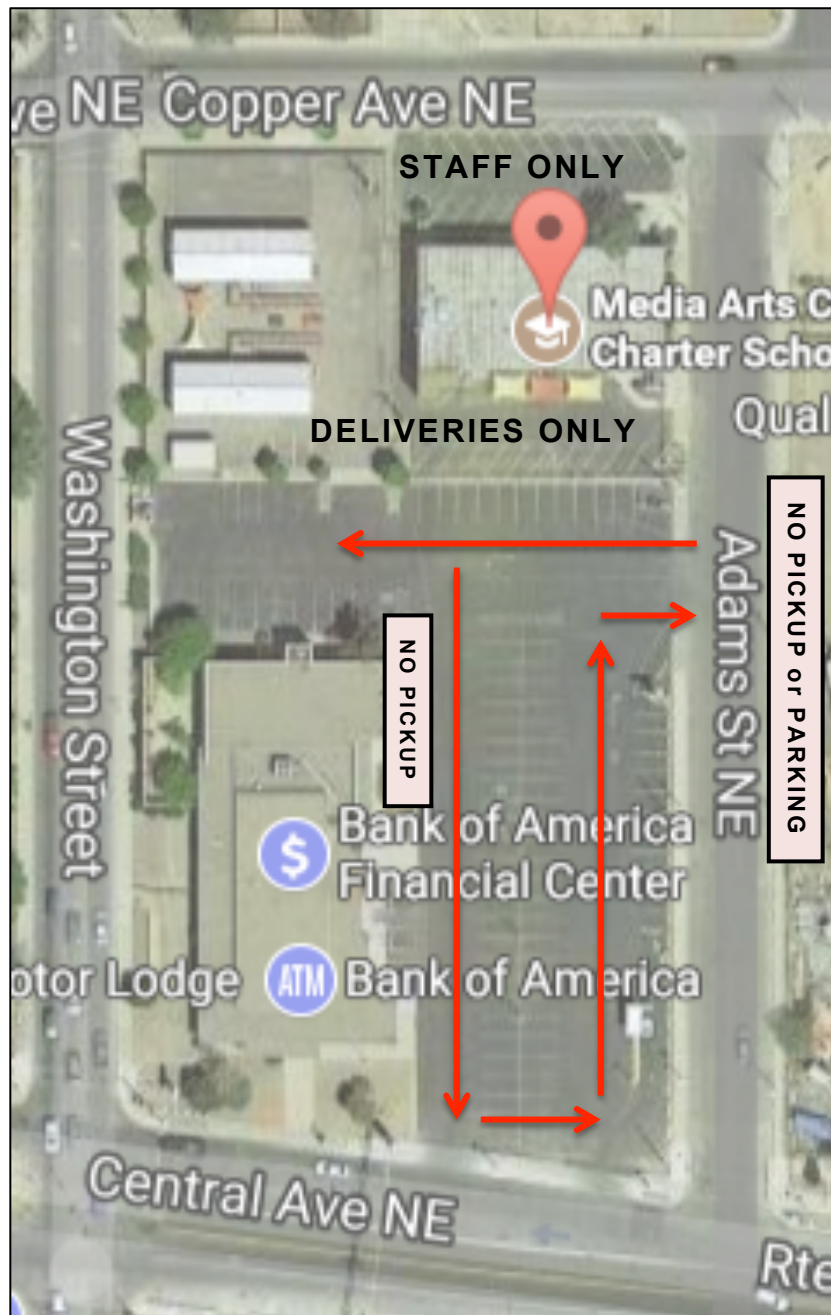 ve NE Copper Ave NE
STAFF ONLY
Media Arts C
Charter Scho
Qual
DELIVERIES ONLY
Washington Street
Adams St NE
NO PICKUP or PARKING
NO PICKUP
$
Bank of America
Financial Center
otor Lodge
ATM Bank of America
Central Ave NE
Rte